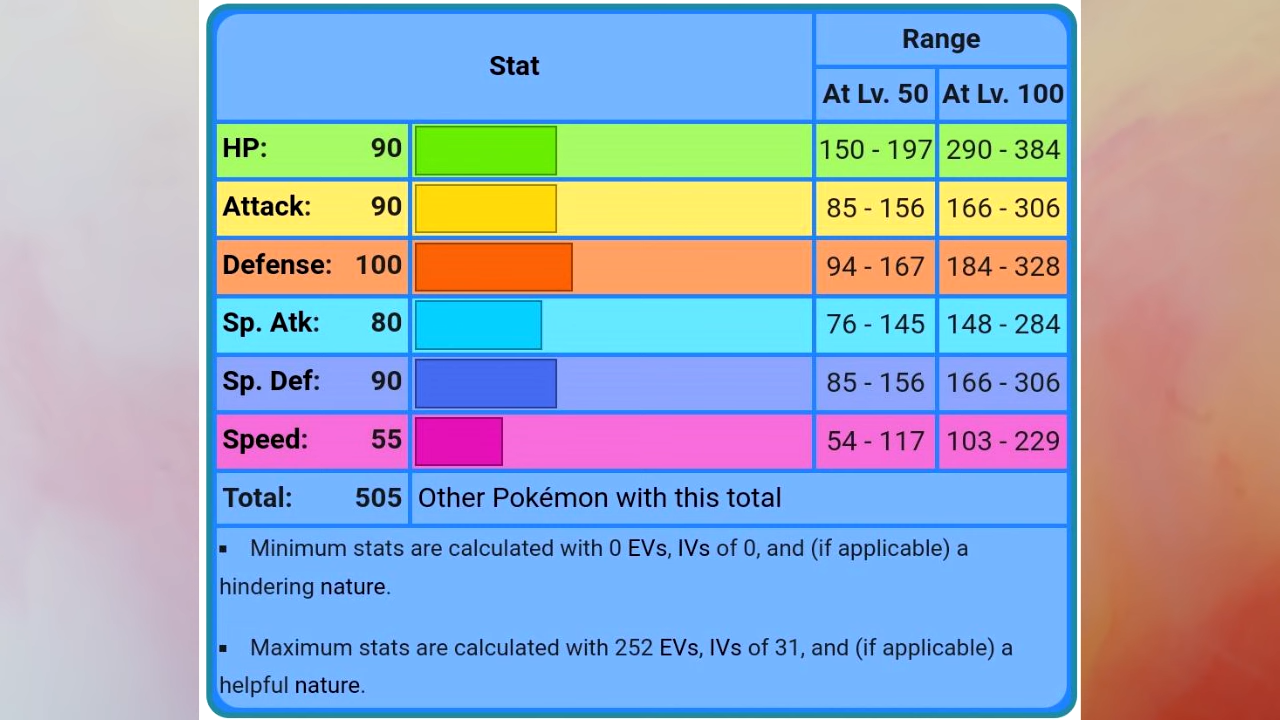 Stat Range
At Lv. 50 At Lv. 100
HP: 90 150 - 197 290 - 384
Attack: 90 85 - 156 166 - 306
Defense: 100 94 - 167 184 - 328
Sp. Atk: 80 76 - 145 148 - 284
Sp. Def: 90 85 - 156 166 - 306
Speed: 55 54 - 117 103 - 229
Total: 505 Other Pokémon with this total
▪ Minimum stats are calculated with 0 EVs, IVs of 0, and (if applicable) a
hindering nature.
▪ Maximum stats are calculated with 252 EVs, IVs of 31, and (if applicable) a
helpful nature.